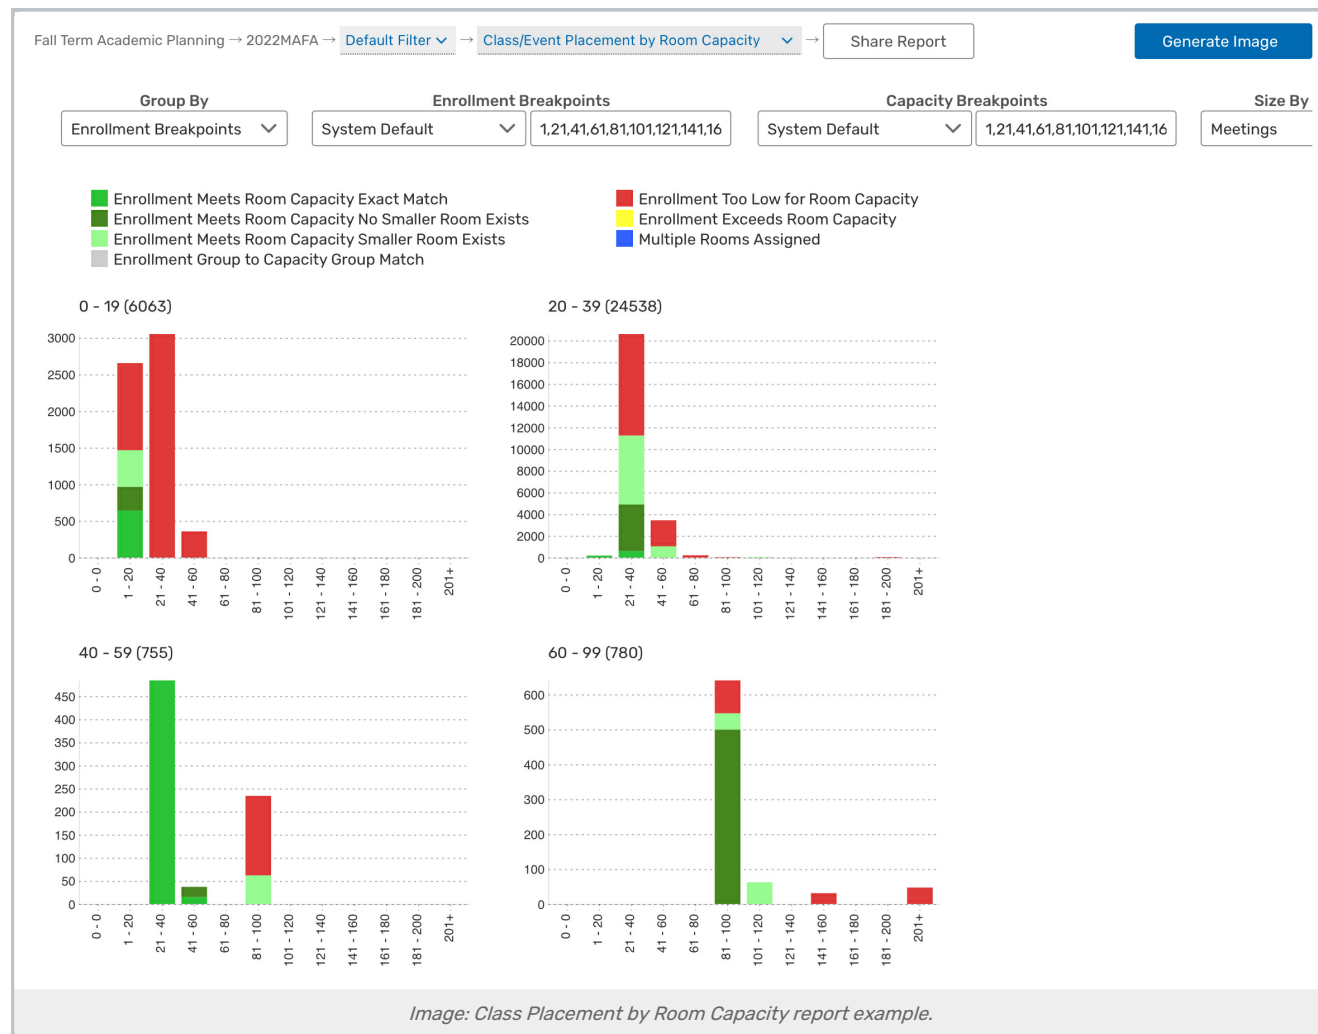 Fall Term Academic Planning → 2022MAFA → Default Filter → Class/Event Placement by Room Capacity → Share Report Generate Image
Group By Enrollment Breakpoints Capacity Breakpoints Size By
Enrollment Breakpoints System Default 1,21,41,61,81,101,121,141,16 System Default 1,21,41,61,81,101,121,141,16 Meetings
Enrollment Meets Room Capacity Exact Match
Enrollment Meets Room Capacity No Smaller Room Exists
Enrollment Meets Room Capacity Smaller Room Exists
Enrollment Group to Capacity Group Match
Enrollment Too Low for Room Capacity
Enrollment Exceeds Room Capacity
Multiple Rooms Assigned
0 - 19 (6063)
3000
2500
2000
1500
1000
500
0
0 - 0 1 - 20 21 - 40 41 - 60 61 - 80 81 - 100 101 - 120 121 - 140 141 - 160 161 - 180 181 - 200 201+
20 - 39 (24538)
20000
18000
16000
14000
12000
10000
8000
6000
4000
2000
0
0 - 0 1 - 20 21 - 40 41 - 60 61 - 80 81 - 100 101 - 120 121 - 140 141 - 160 161 - 180 181 - 200 201+
40 - 59 (755)
450
400
350
300
250
200
150
100
50
0
0 - 0 1 - 20 21 - 40 41 - 60 61 - 80 81 - 100 101 - 120 121 - 140 141 - 160 161 - 180 181 - 200 201+
60 - 99 (780)
600
500
400
300
200
100
0
0 - 0 1 - 20 21 - 40 41 - 60 61 - 80 81 - 100 101 - 120 121 - 140 141 - 160 161 - 180 181 - 200 201+
Image: Class Placement by Room Capacity report example.